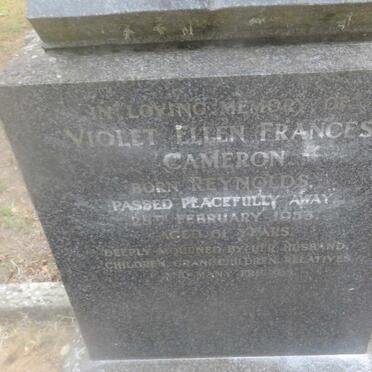 IN LOVING MEMORY OF
VIOLET ELLEN FRANCES
CAMERON
BORN REYNOLDS,
PASSED PEACEFULLY AWAY
FEBRUARY 1953.
AGED 61 YEARS.
DEEPLY MOURNED BY HER HUSBAND,
CHILDREN, GRANDCHILDREN, RELATIVES
AND MANY FRIENDS.